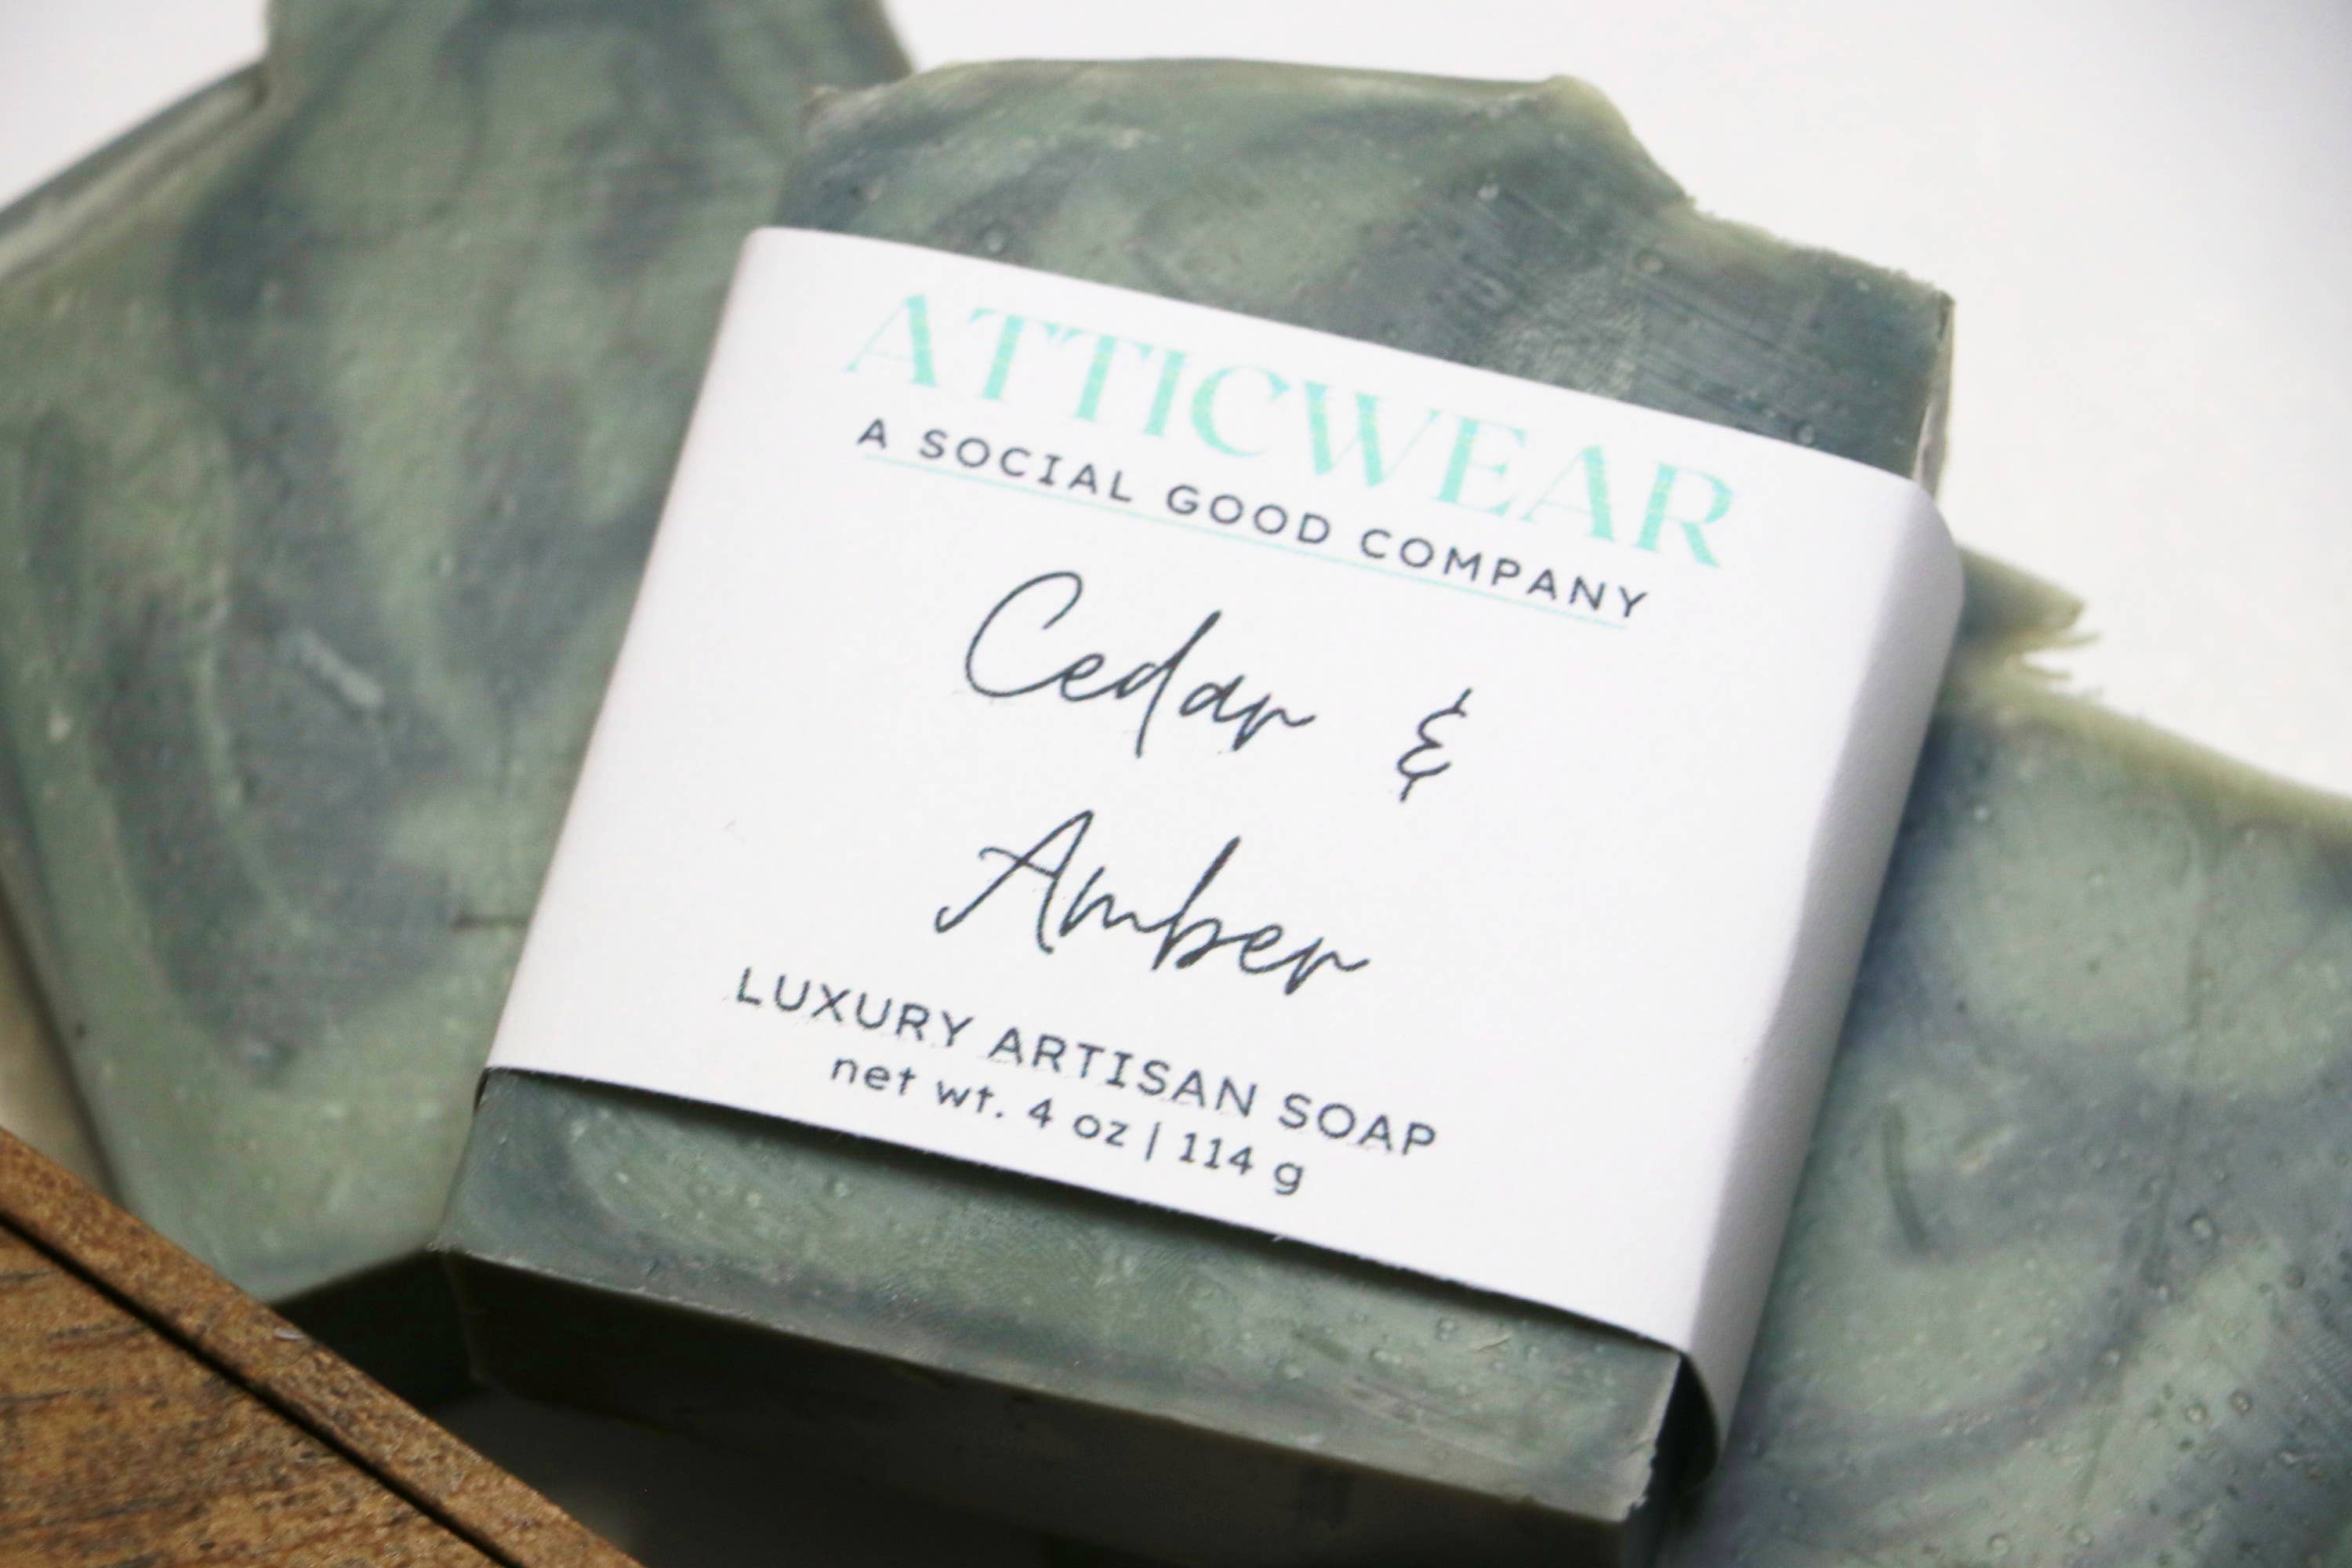 ATTICWEAR
A SOCIAL GOOD COMPANY
Cedar &
Amber
LUXURY ARTISAN SOAP
net wt. 4 oz | 114 g